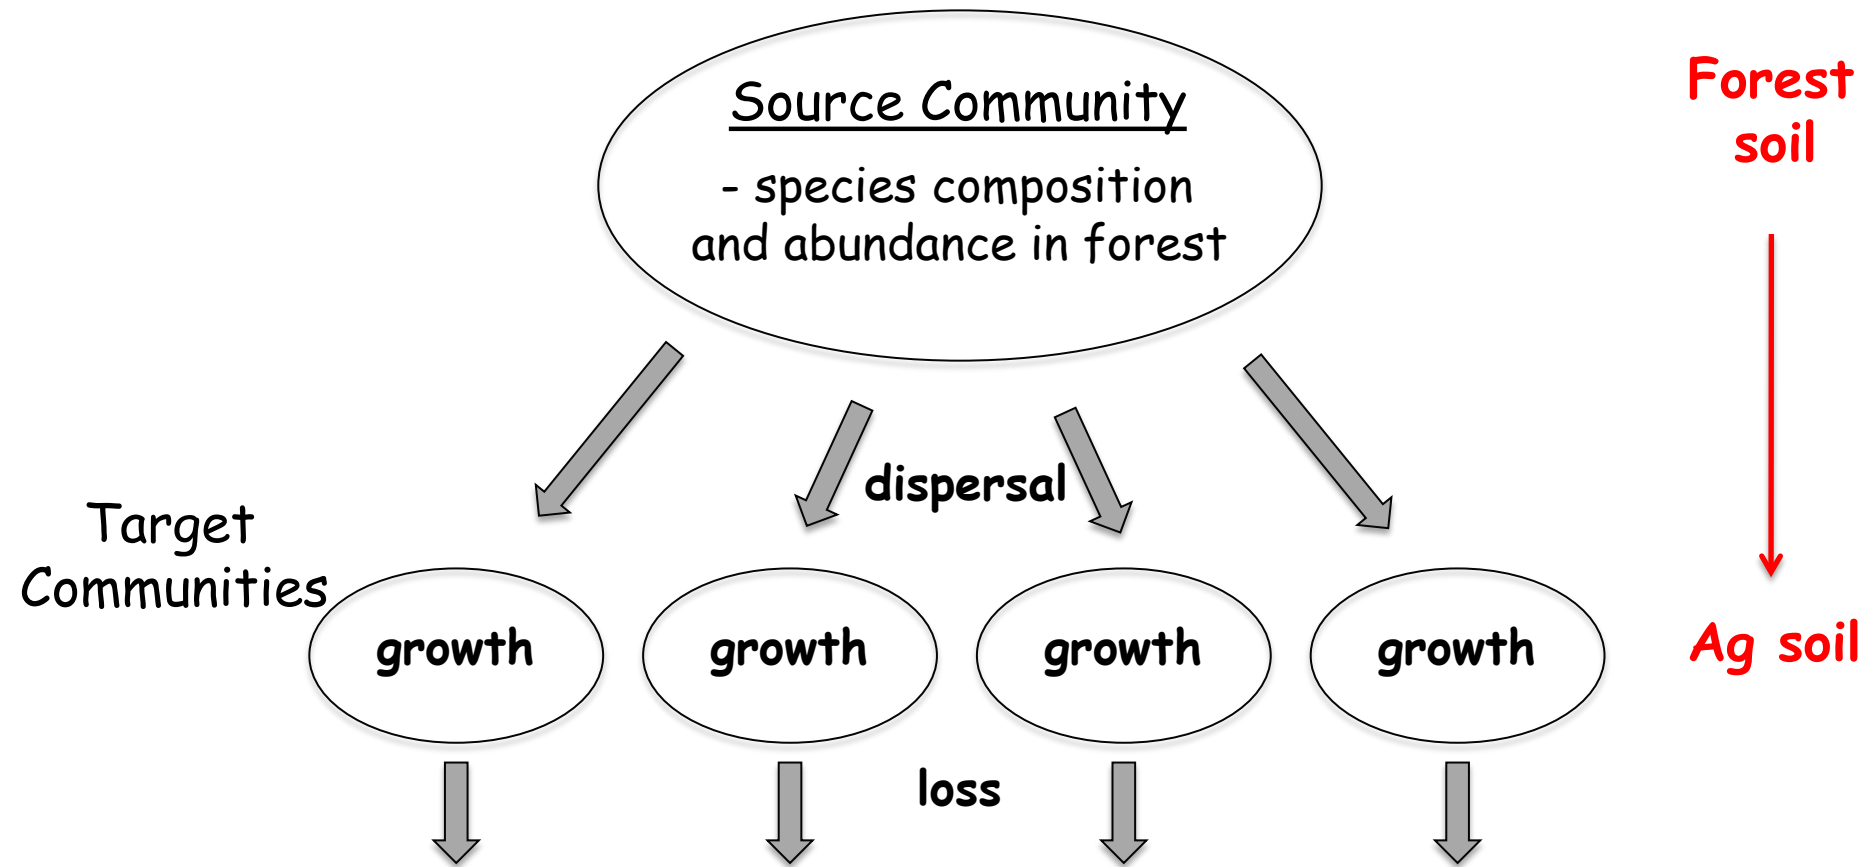 Source Community
- species composition
and abundance in forest
Forest
soil
dispersal
Target
Communities
growth
growth
growth
growth
Ag soil
loss